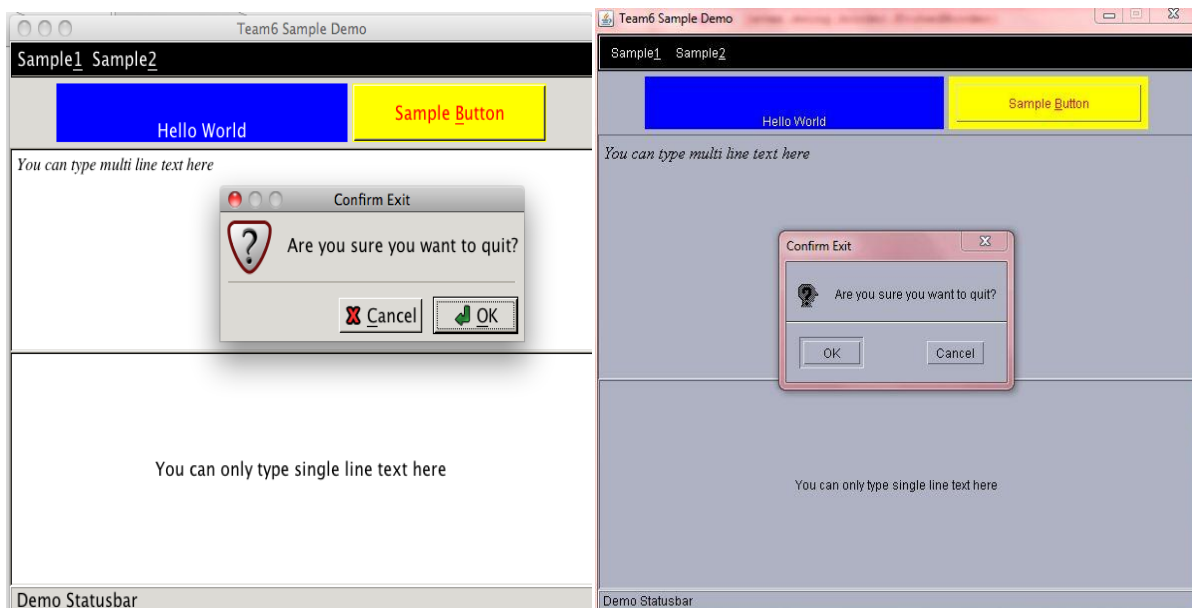 Team6 Sample Demo
Sample1 Sample2
Hello World
Sample Button
You can type multi line text here
Confirm Exit
Are you sure you want to quit?
Cancel
OK
You can only type single line text here
Demo Statusbar
Team6 Sample Demo
Sample1 Sample2
Hello World
Sample Button
You can type multi line text here
Confirm Exit
Are you sure you want to quit?
OK
Cancel
You can only type single line text here
Demo Statusbar